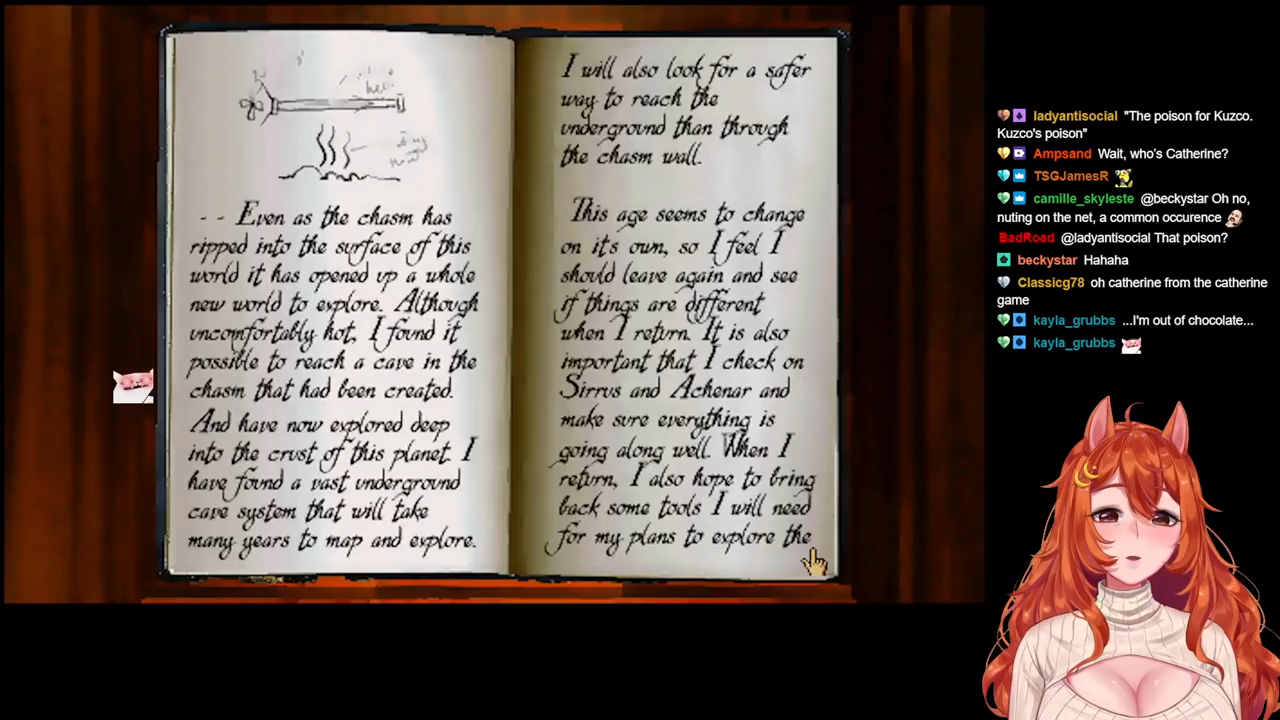 -- Even as the chasm has
ripped into the surface of this
world it has opened up a whole
new world to explore. Although
uncomfortably hot, I found it
possible to reach a cave in the
chasm that had been created.
And have now explored deep
into the crust of this planet. I
have found a vast underground
cave system that will take
many years to map and explore.
I will also look for a safer
way to reach the
underground than through
the chasm wall.
This age seems to change
on its own, so I feel I
should leave again and see
if things are different
when I return. It is also
important that I check on
Sirrus and Achenar and
make sure everything is
going along well. When I
return, I also hope to bring
back some tools I will need
for my plans to explore the
ladyantisocial "The poison for Kuzco.
Kuzco's poison"
Ampsand Wait, who's Catherine?
TSGJamesR
camille_skyleste @beckystar Oh no,
nuting on the net, a common occurence
BadRoad @ladyantisocial That poison?
beckystar Hahaha
Classicg78 oh catherine from the catherine
game
kayla_grubbs ...I'm out of chocolate...
kayla_grubbs